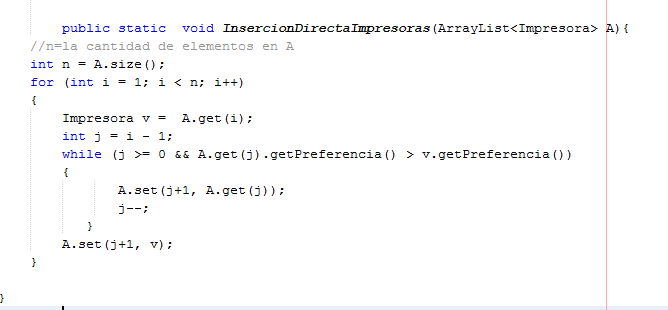 public static  void InsercionDirectaImpresoras(ArrayList<Impresora> A){
//n=la cantidad de elementos en A
int n = A.size();
for (int i = 1; i < n; i++)
{
Impresora v =  A.get(i);
int j = i - 1;
while (j >= 0 && A.get(j).getPreferencia() > v.getPreferencia())
{
A.set(j+1, A.get(j));
j--;
}
A.set(j+1, v);
}
}